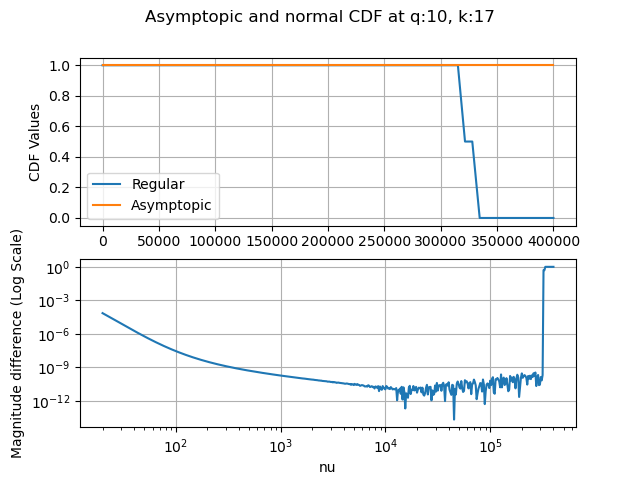 Asymptopic and normal CDF at q:10, k:17
CDF Values
1.0
0.8
0.6
0.4
0.2
0.0
Regular
Asymptopic
0 50000 100000 150000 200000 250000 300000 350000 400000
Magnitude difference (Log Scale)
10^0
10^-3
10^-6
10^-9
10^-12
10^2 10^3 10^4 10^5
nu